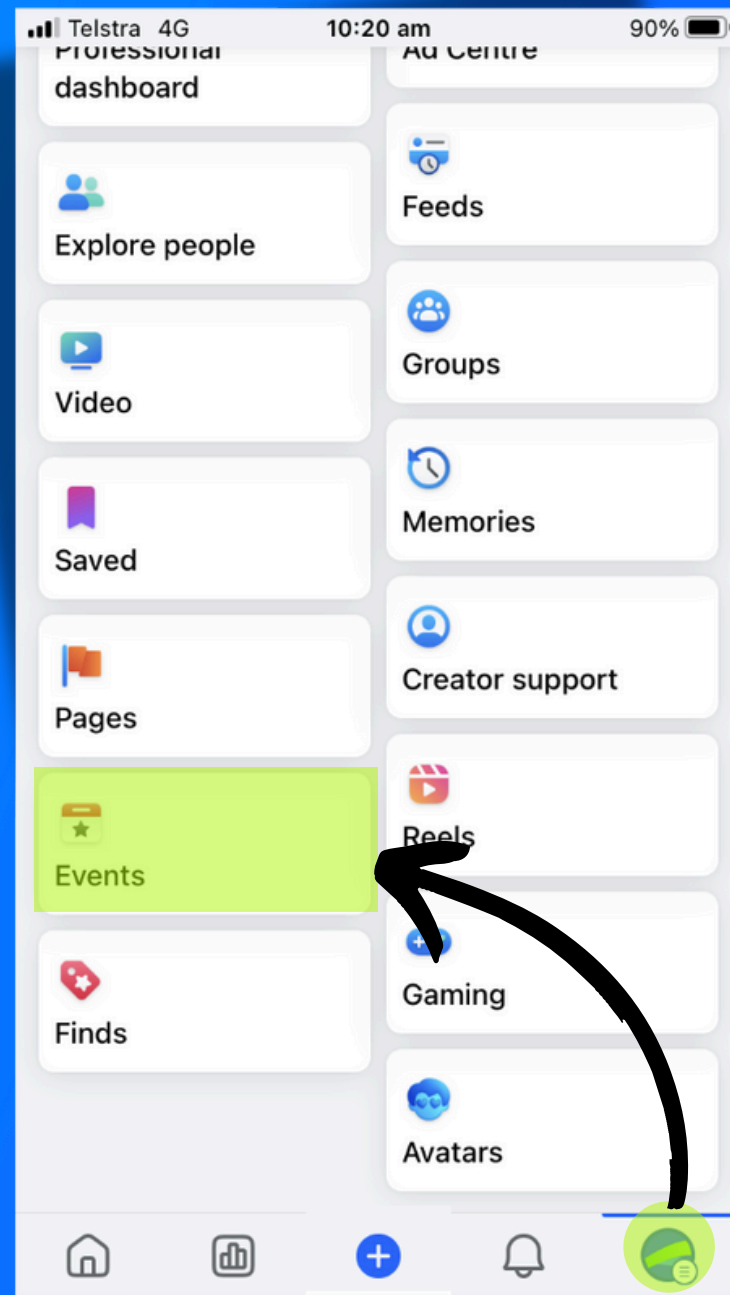 Telstra 4G 10:20 am 90%
Professional
dashboard
Ad Centre
Explore people
Feeds
Video
Groups
Saved
Memories
Pages
Creator support
Events
Reels
Finds
Gaming
Avatars